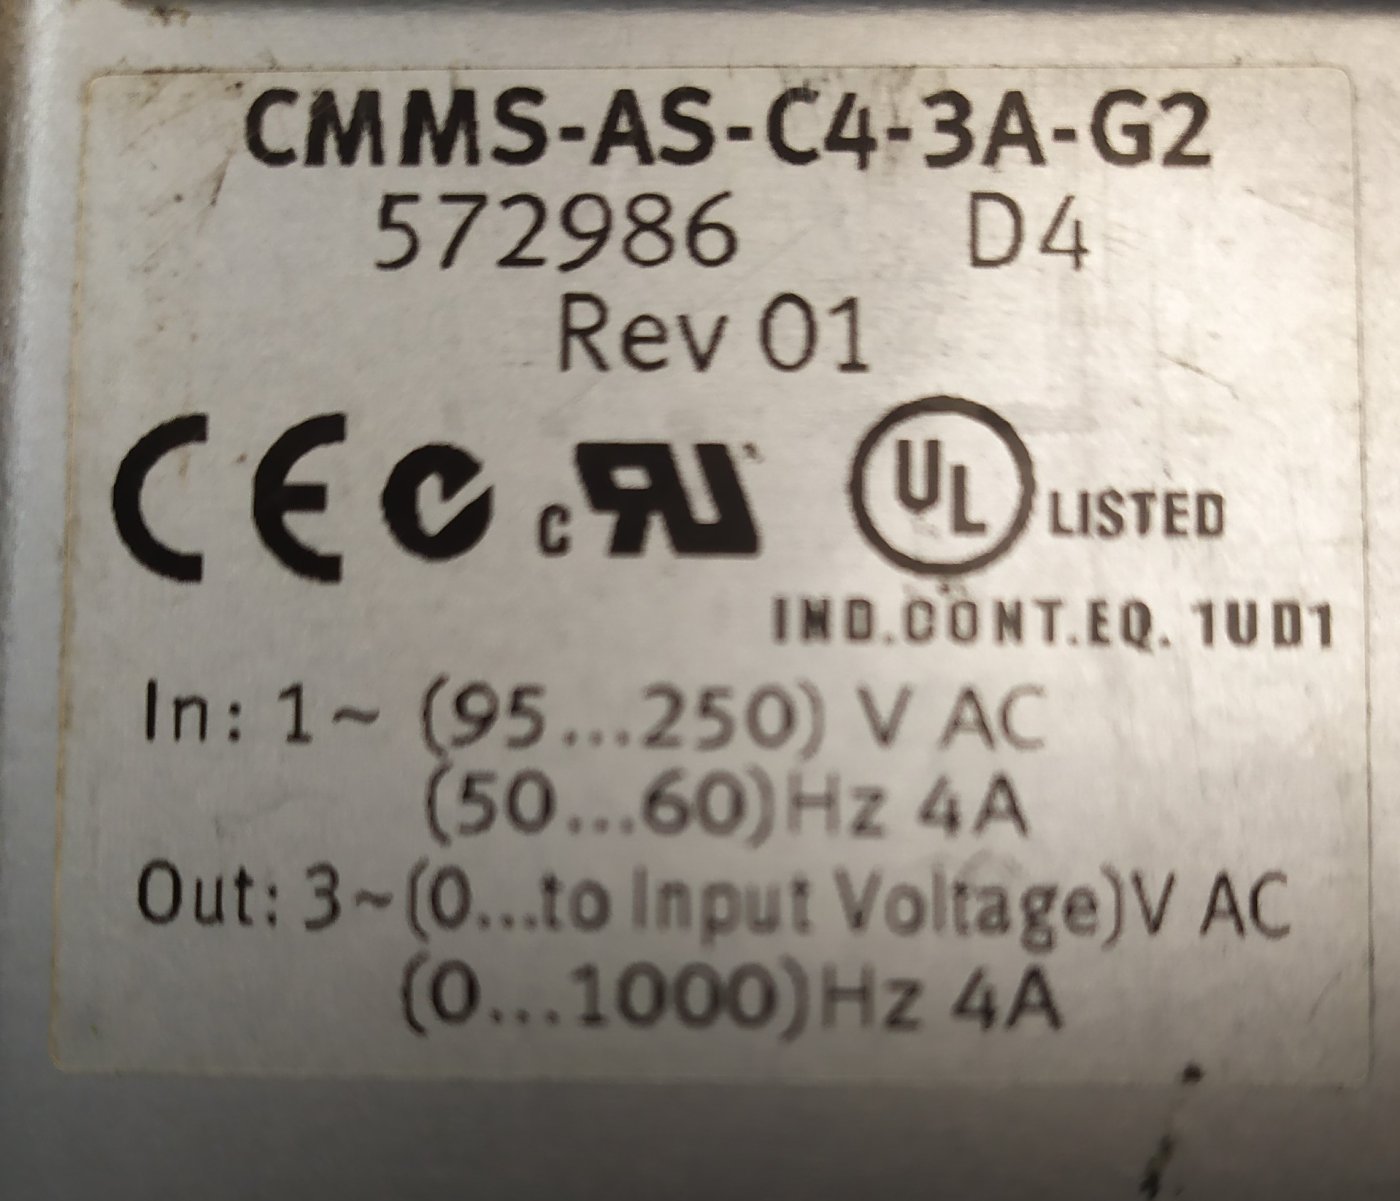 CMMS-AS-C4-3A-G2
572986 D4
Rev 01
CE c RU UL LISTED
IND.CONT.EQ. 1UD1
In: 1~ (95...250) V AC
(50...60)Hz 4A
Out: 3~(0...to Input Voltage)V AC
(0...1000)Hz 4A